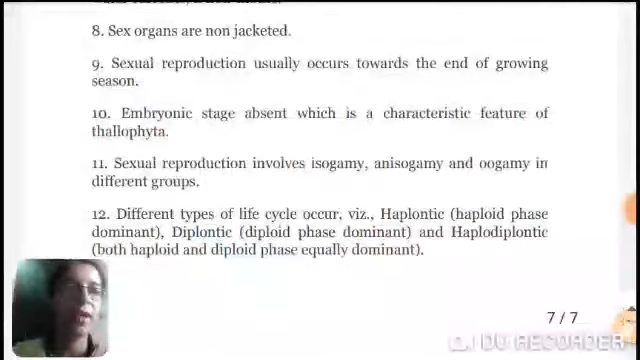 8. Sex organs are non jacketed.
9. Sexual reproduction usually occurs towards the end of growing
season.
10. Embryonic stage absent which is a characteristic feature of
thallophyta.
11. Sexual reproduction involves isogamy, anisogamy and oogamy in
different groups.
12. Different types of life cycle occur, viz., Haplontic (haploid phase
dominant), Diplontic (diploid phase dominant) and Haplodiplontic
(both haploid and diploid phase equally dominant).
7 / 7
DU RECORDER